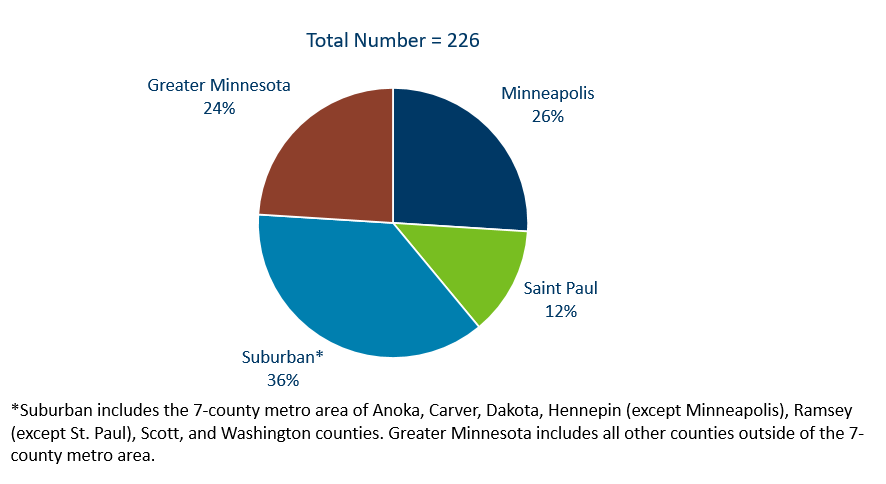 Total Number = 226
Greater Minnesota
24%
Minneapolis
26%
Saint Paul
12%
Suburban*
36%
*Suburban includes the 7-county metro area of Anoka, Carver, Dakota, Hennepin (except Minneapolis), Ramsey
(except St. Paul), Scott, and Washington counties. Greater Minnesota includes all other counties outside of the 7-
county metro area.